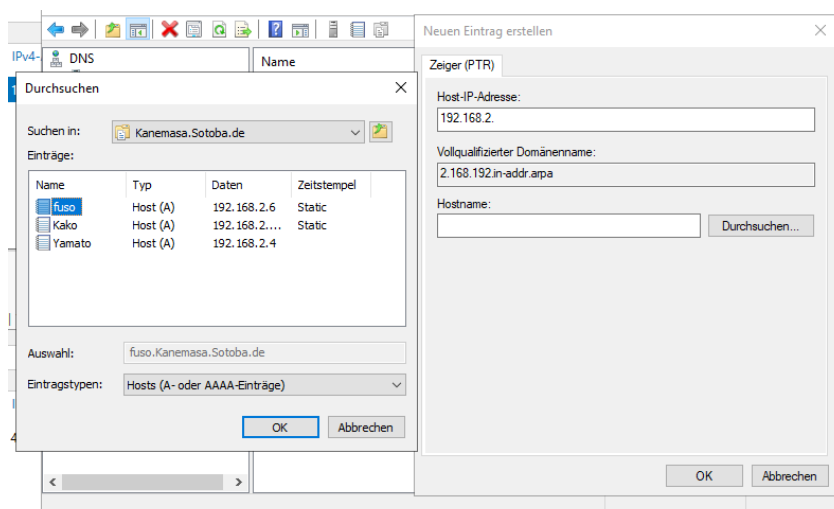 IPv4-
DNS
Name
Durchsuchen
Suchen in:
Kanemasa.Sotoba.de
Einträge:
Name Typ Daten Zeitstempel
fuso Host (A) 192.168.2.6 Static
Kako Host (A) 192.168.2.... Static
Yamato Host (A) 192.168.2.4
Auswahl: fuso.Kanemasa.Sotoba.de
Eintragstypen: Hosts (A- oder AAAA-Einträge)
OK Abbrechen
Neuen Eintrag erstellen
Zeiger (PTR)
Host-IP-Adresse:
192.168.2.
Vollqualifizierter Domänenname:
2.168.192.in-addr.arpa
Hostname:
Durchsuchen...
OK Abbrechen